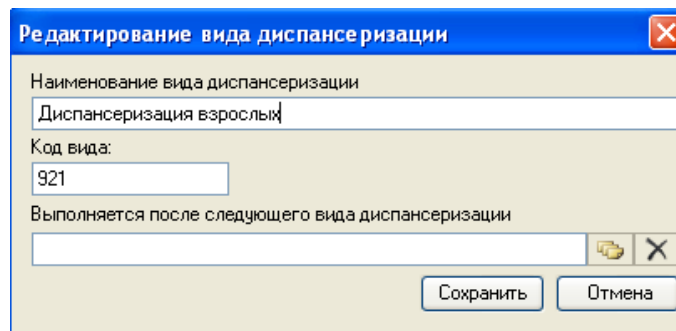 Редактирование вида диспансеризации
Наименование вида диспансеризации
Диспансеризация взрослых
Код вида:
921
Выполняется после следующего вида диспансеризации
Сохранить Отмена